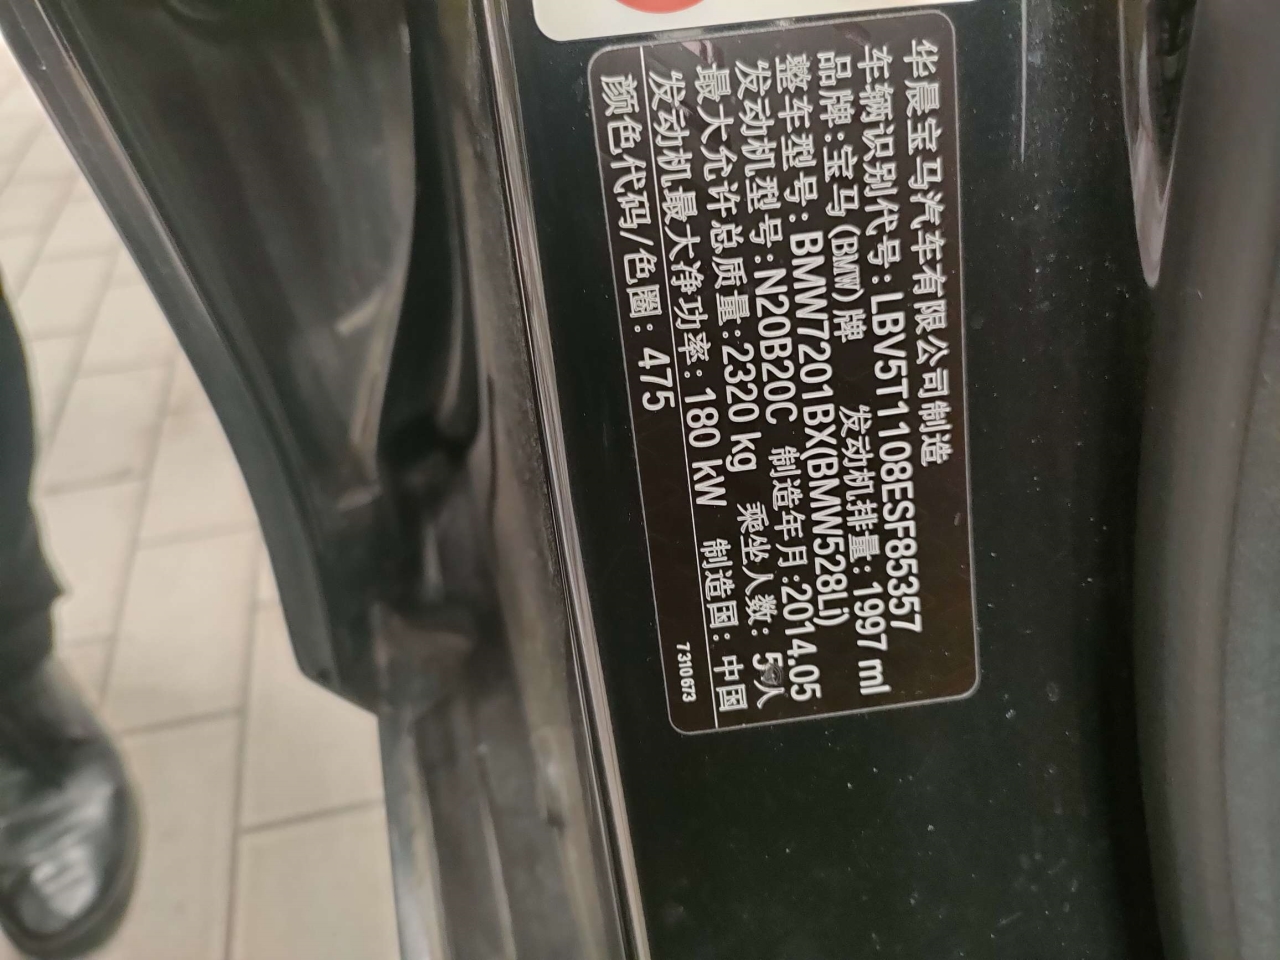 华晨宝马汽车有限公司制造
车辆识别代号: LBV5T1108ESF85357
品牌: 宝马 (BMW) 牌 发动机排量: 1997 ml
整车型号: BMW7201BX(BMW528Li)
发动机型号: N20B20C 制造年月: 2014.05
最大允许总质量: 2320 kg 乘坐人数: 5人
发动机最大净功率: 180 kW 制造国: 中国
颜色代码/色圈: 475
7310673